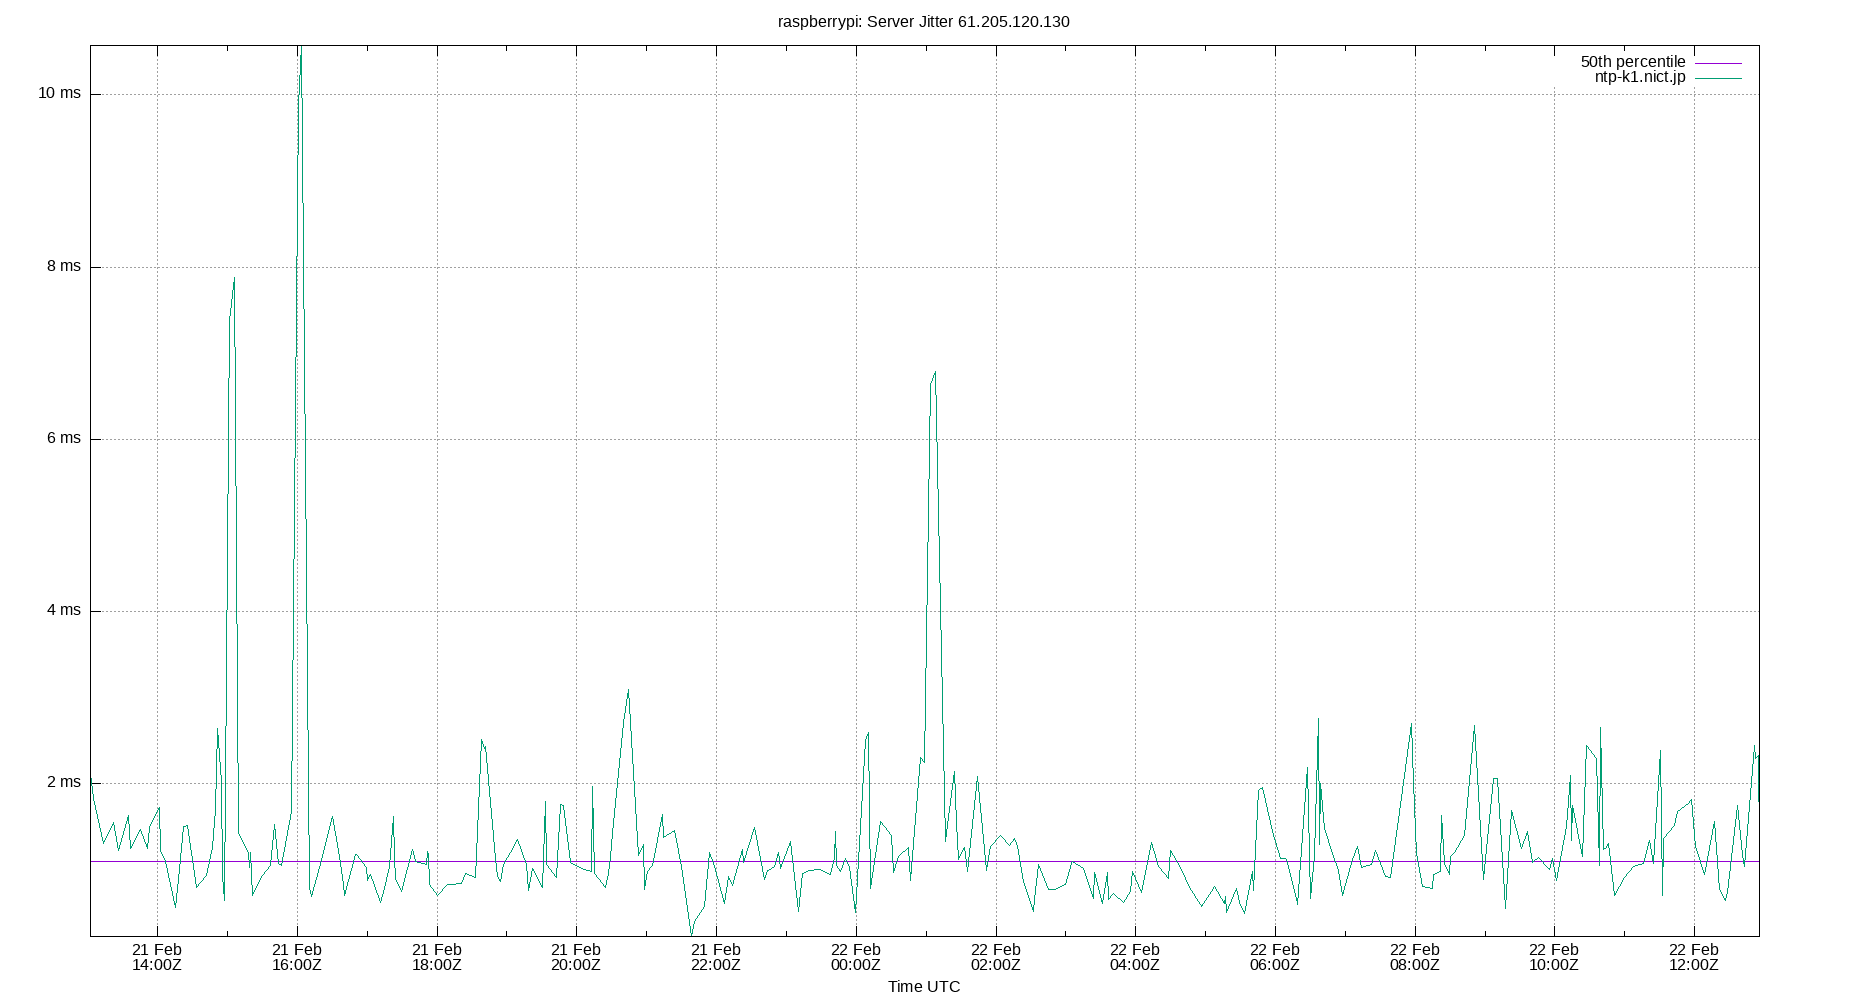 raspberrypi: Server Jitter 61.205.120.130
50th percentile
ntp-k1.nict.jp
10 ms
8 ms
6 ms
4 ms
2 ms
21 Feb 21 Feb 21 Feb 21 Feb 21 Feb 22 Feb 22 Feb 22 Feb 22 Feb 22 Feb 22 Feb 22 Feb
14:00Z 16:00Z 18:00Z 20:00Z 22:00Z 00:00Z 02:00Z 04:00Z 06:00Z 08:00Z 10:00Z 12:00Z
Time UTC